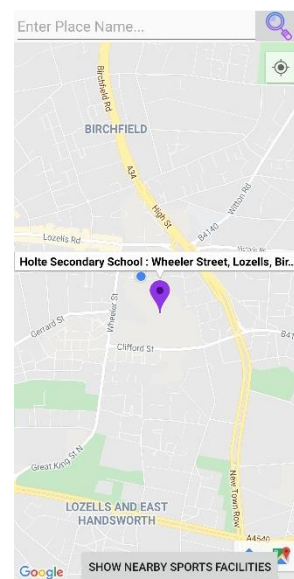 Enter Place Name...
Birchfield Rd
BIRCHFIELD
A34
High St
Witton Rd
B4140
Lozells Rd
Holte Secondary School : Wheeler Street, Lozells, Bir..
Wheeler St
Gerrard St
Clifford St
Great King St N
New Town Row
LOZELLS AND EAST
HANDSWORTH
A4540
Google
SHOW NEARBY SPORTS FACILITIES